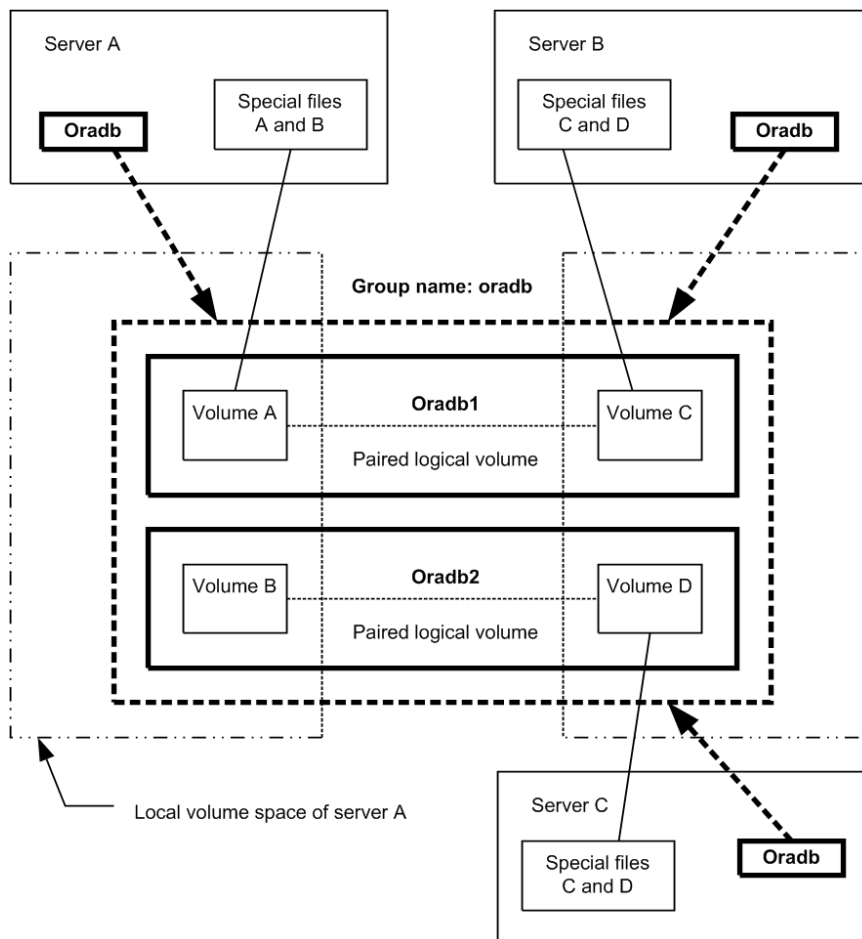 Server A
Special files
A and B
Oradb
Server B
Special files
C and D
Oradb
Group name: oradb
Volume A
Oradb1
Volume C
Paired logical volume
Volume B
Oradb2
Volume D
Paired logical volume
Local volume space of server A
Server C
Special files
C and D
Oradb